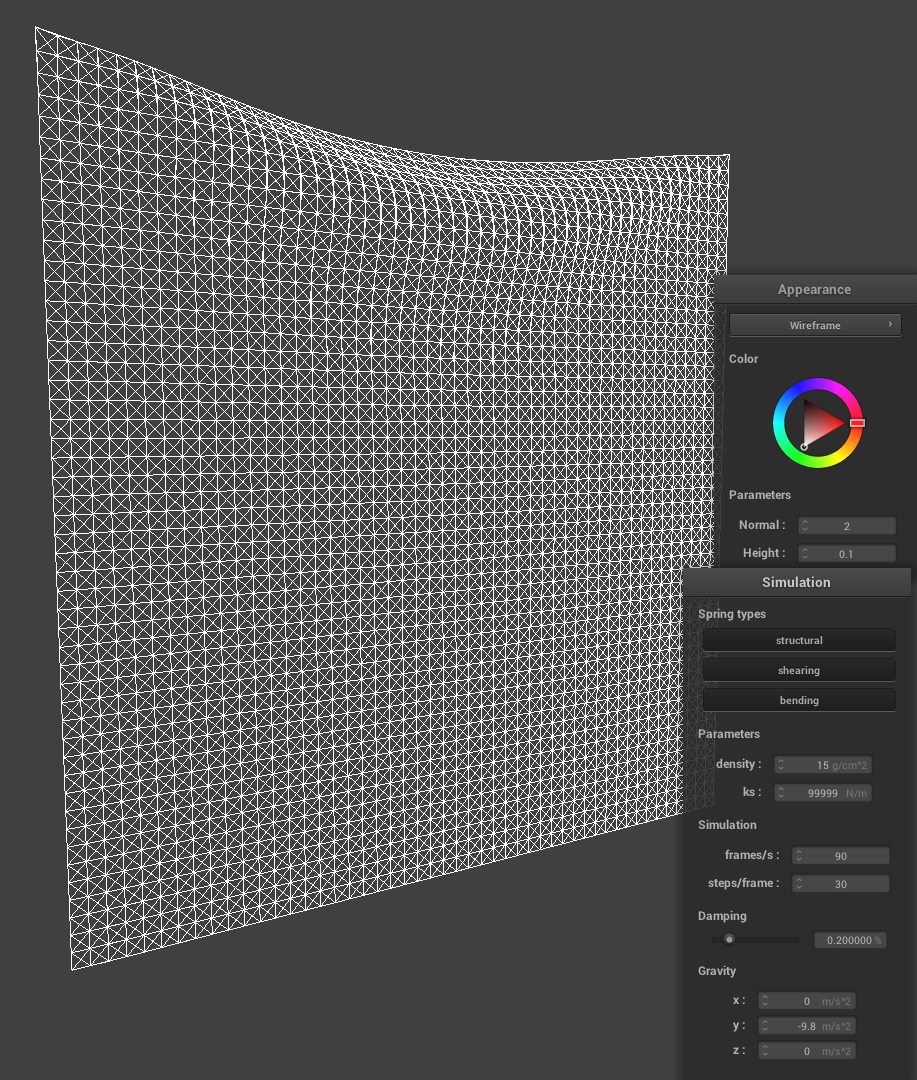 Appearance
Wireframe
Color
Parameters
Normal : 2
Height : 0.1
Simulation
Spring types
structural
shearing
bending
Parameters
density : 15 g/cm^2
ks : 99999 N/m
Simulation
frames/s : 90
steps/frame : 30
Damping
0.200000 %
Gravity
x : 0 m/s^2
y : -9.8 m/s^2
z : 0 m/s^2